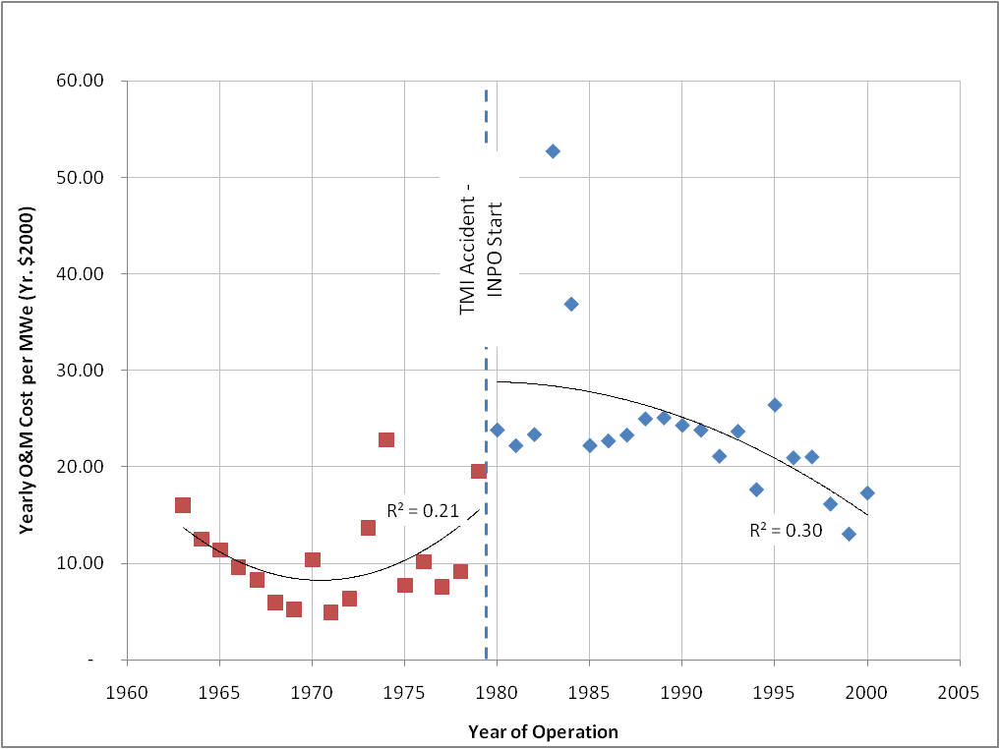 60.00
50.00
40.00
30.00
20.00
10.00
-
Yearly O&M Cost per MWe (Yr. $2000)
TMI Accident -
INPO Start
R² = 0.21
R² = 0.30
1960 1965 1970 1975 1980 1985 1990 1995 2000 2005
Year of Operation